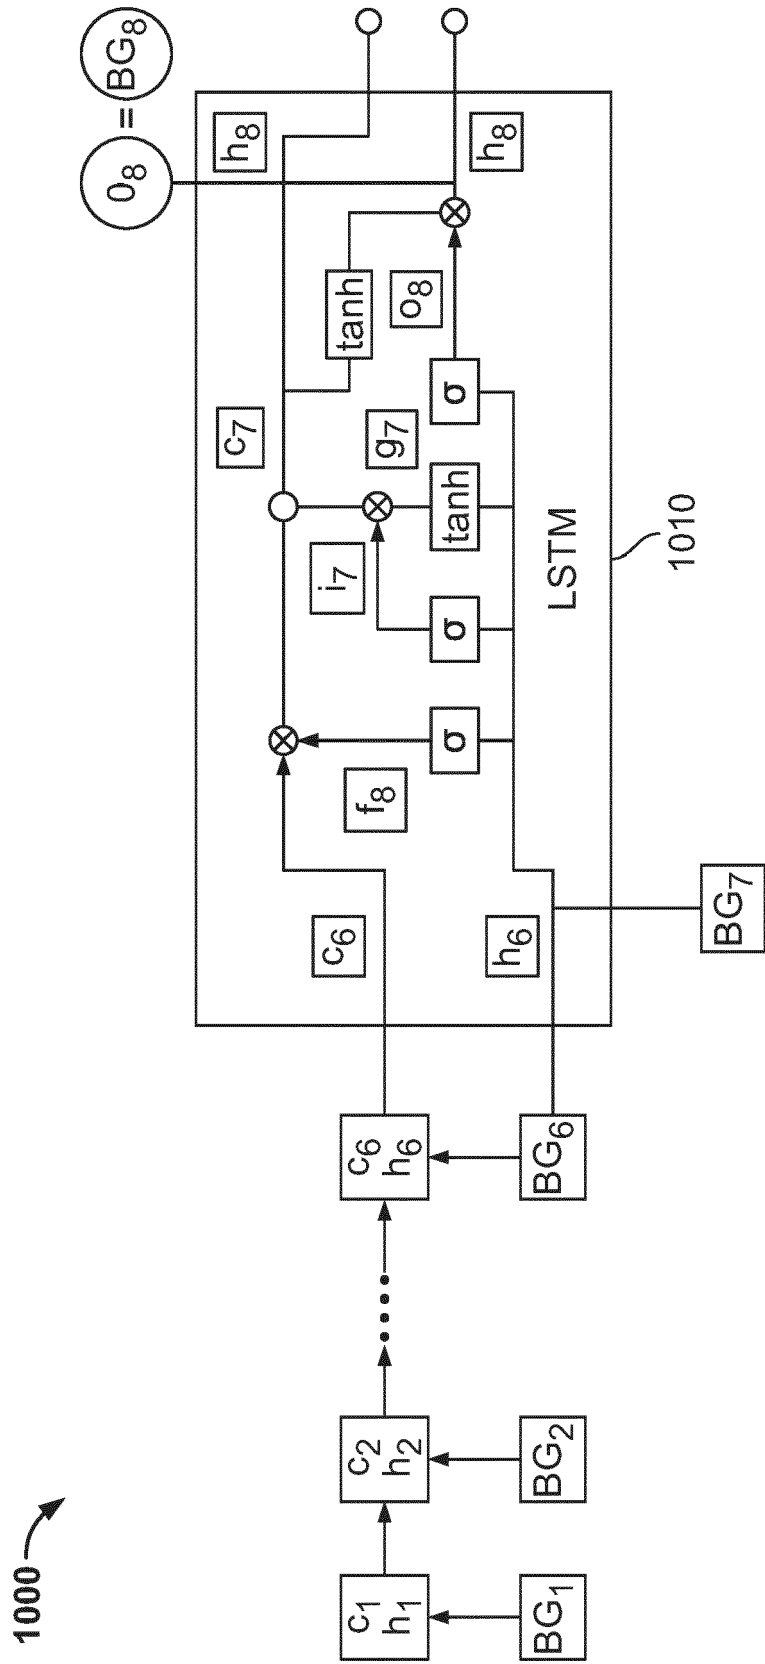 1000
c₁
h₁
BG₁
c₂
h₂
BG₂
c₆
h₆
BG₆
c₆
h₆
BG₇
f₈
σ
i₇
σ
c₇
g₇
tanh
σ
tanh
o₈
h₈
h₈
LSTM
1010
0₈ = BG₈